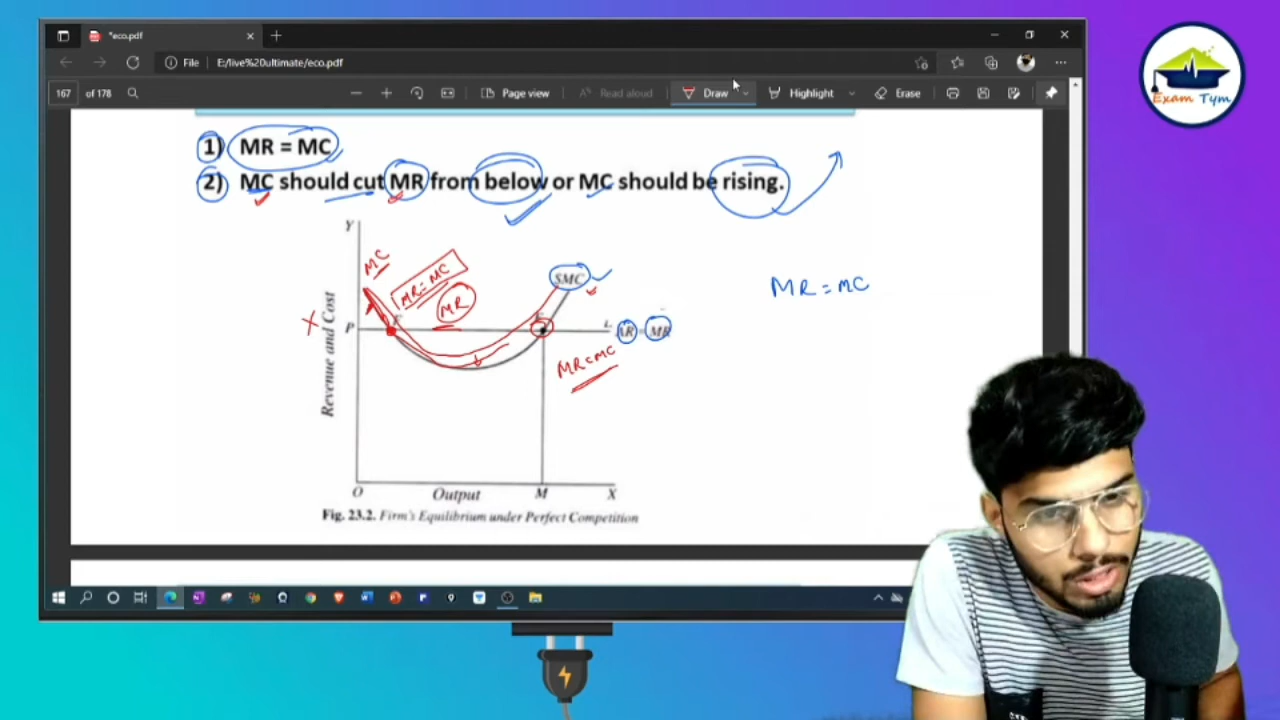 *eco.pdf
File E:/live%20ultimate/eco.pdf
Exam Tym
167 of 178 Page view Read aloud Draw Highlight Erase
1) MR = MC
2) MC should cut MR from below or MC should be rising.
Y
MC
MR = MC
SMC
MR = MC
MR
X P L MR
MR = MC
Revenue and Cost
O Output M X
Fig. 23.2. Firm's Equilibrium under Perfect Competition